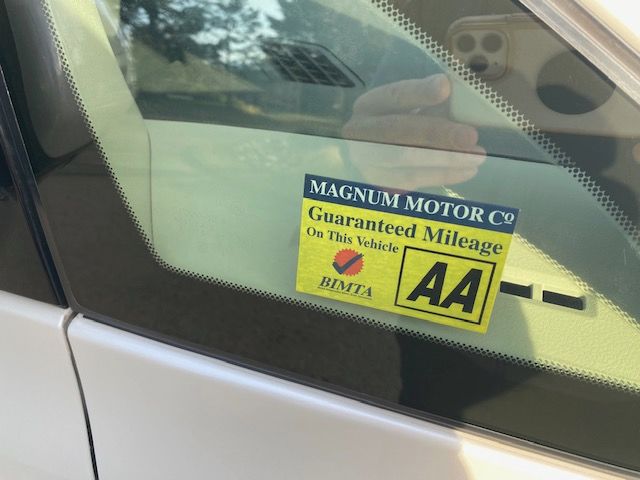 MAGNUM MOTOR Cº
Guaranteed Mileage
On This Vehicle
BIMTA
AA